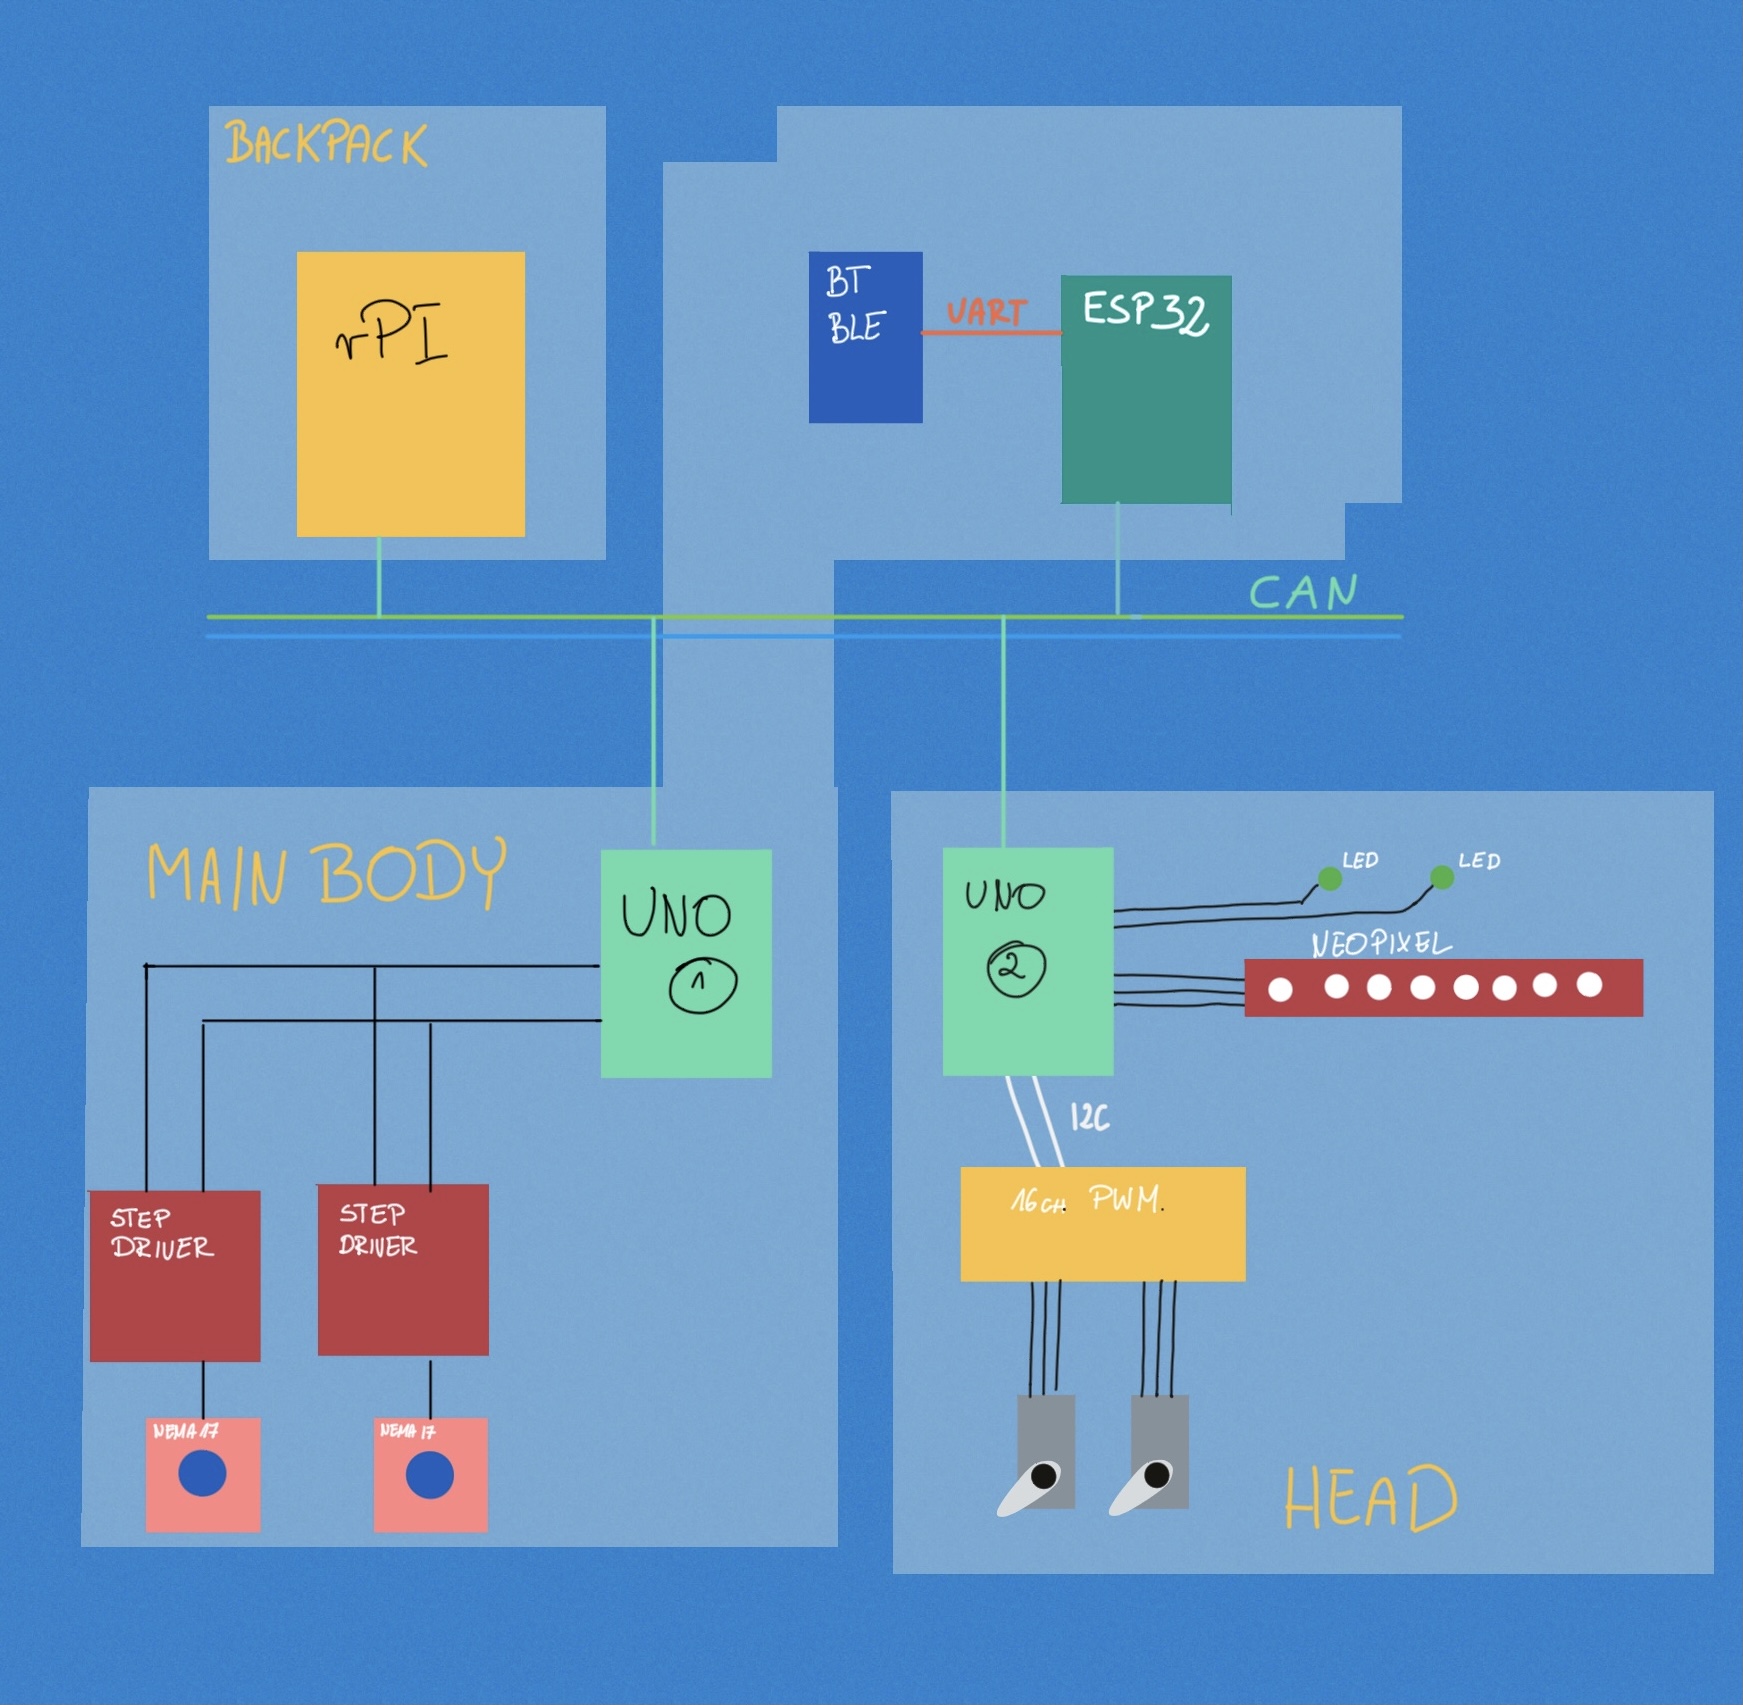 BACKPACK
rPI
BT
BLE
UART
ESP32
CAN
MAIN BODY
UNO
1
STEP
DRIVER
STEP
DRIVER
NEMA 17
NEMA 17
UNO
2
LED
LED
NEOPIXEL
I2C
16CH. PWM.
HEAD